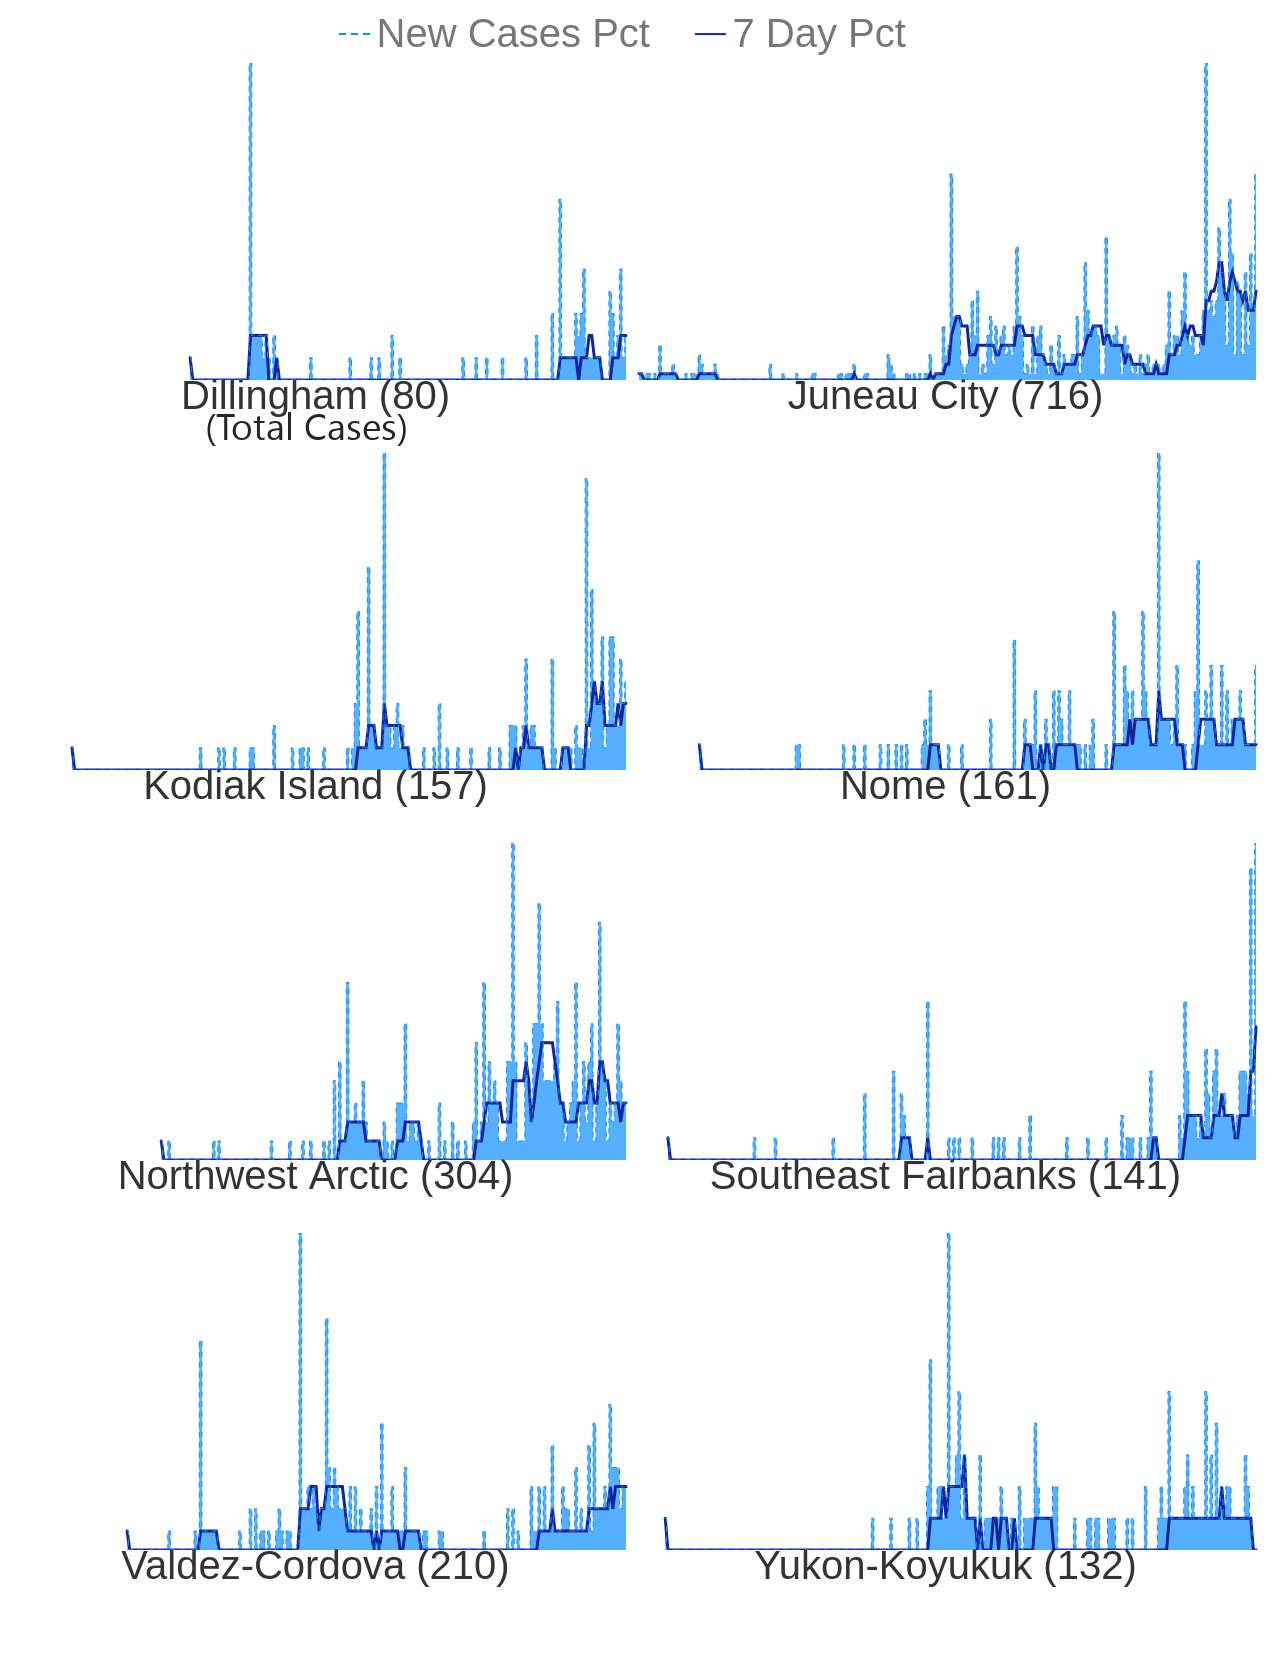 New Cases Pct 7 Day Pct
Dillingham (80) Juneau City (716)
(Total Cases)
Kodiak Island (157) Nome (161)
Northwest Arctic (304) Southeast Fairbanks (141)
Valdez-Cordova (210) Yukon-Koyukuk (132)